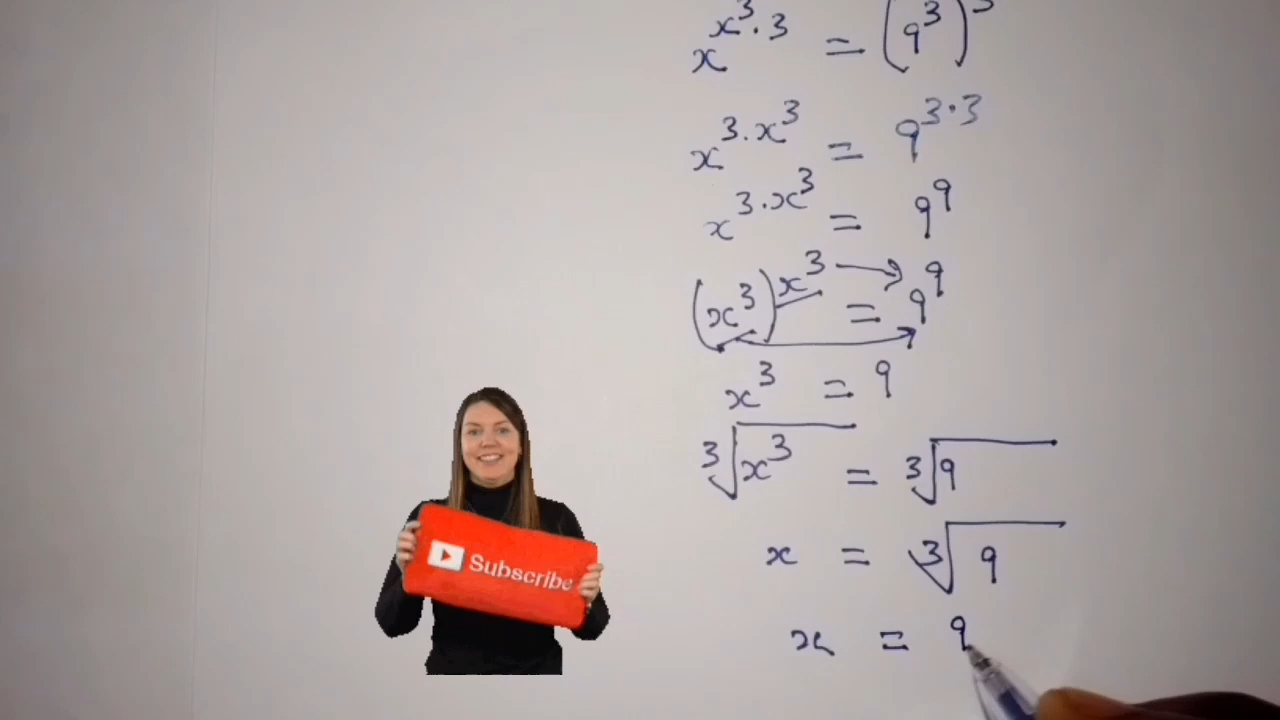 x^{x^3·3} = (9^3)^3
x^{3·x^3} = 9^{3·3}
x^{3·x^3} = 9^9
(x^3)^{x^3} = 9^9
x^3 = 9
∛x^3 = ∛9
x = ∛9
x = 9
Subscribe